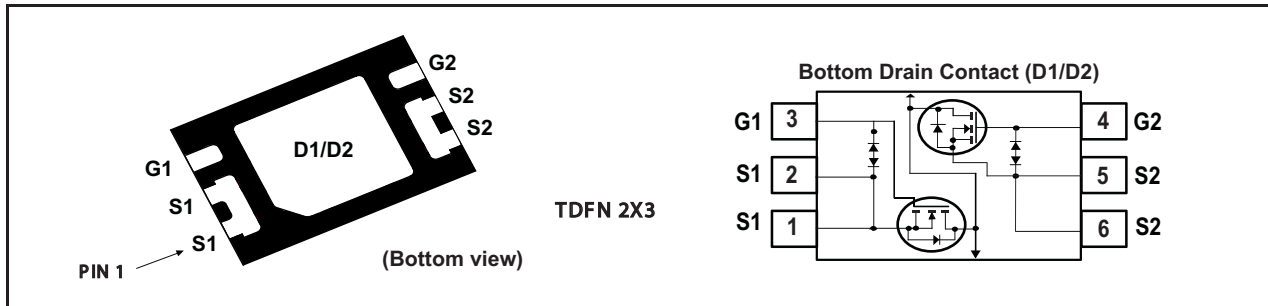 G2
S2
S2
D1/D2
G1
S1
S1
PIN 1
(Bottom view)
TDFN 2X3
Bottom Drain Contact (D1/D2)
G1 3 4 G2
S1 2 5 S2
S1 1 6 S2